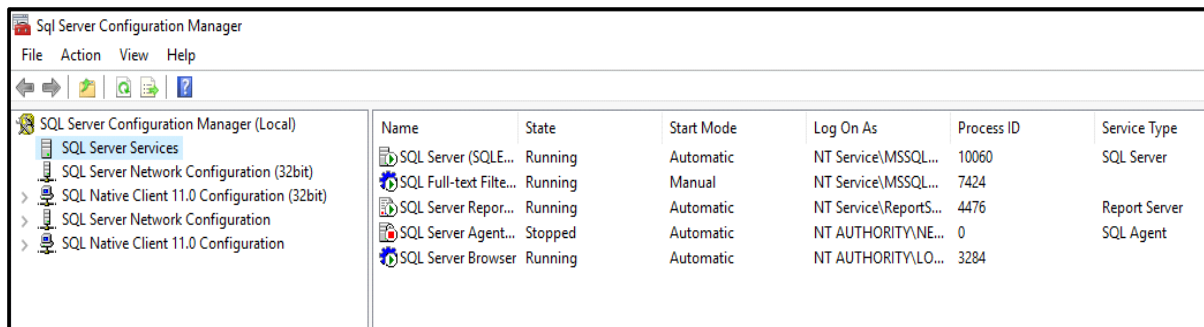 Sql Server Configuration Manager
File Action View Help
SQL Server Configuration Manager (Local)
SQL Server Services
SQL Server Network Configuration (32bit)
SQL Native Client 11.0 Configuration (32bit)
SQL Server Network Configuration
SQL Native Client 11.0 Configuration
Name State Start Mode Log On As Process ID Service Type
SQL Server (SQLE... Running Automatic NT Service\MSSQL... 10060 SQL Server
SQL Full-text Filte... Running Manual NT Service\MSSQL... 7424
SQL Server Repor... Running Automatic NT Service\ReportS... 4476 Report Server
SQL Server Agent... Stopped Automatic NT AUTHORITY\NE... 0 SQL Agent
SQL Server Browser Running Automatic NT AUTHORITY\LO... 3284